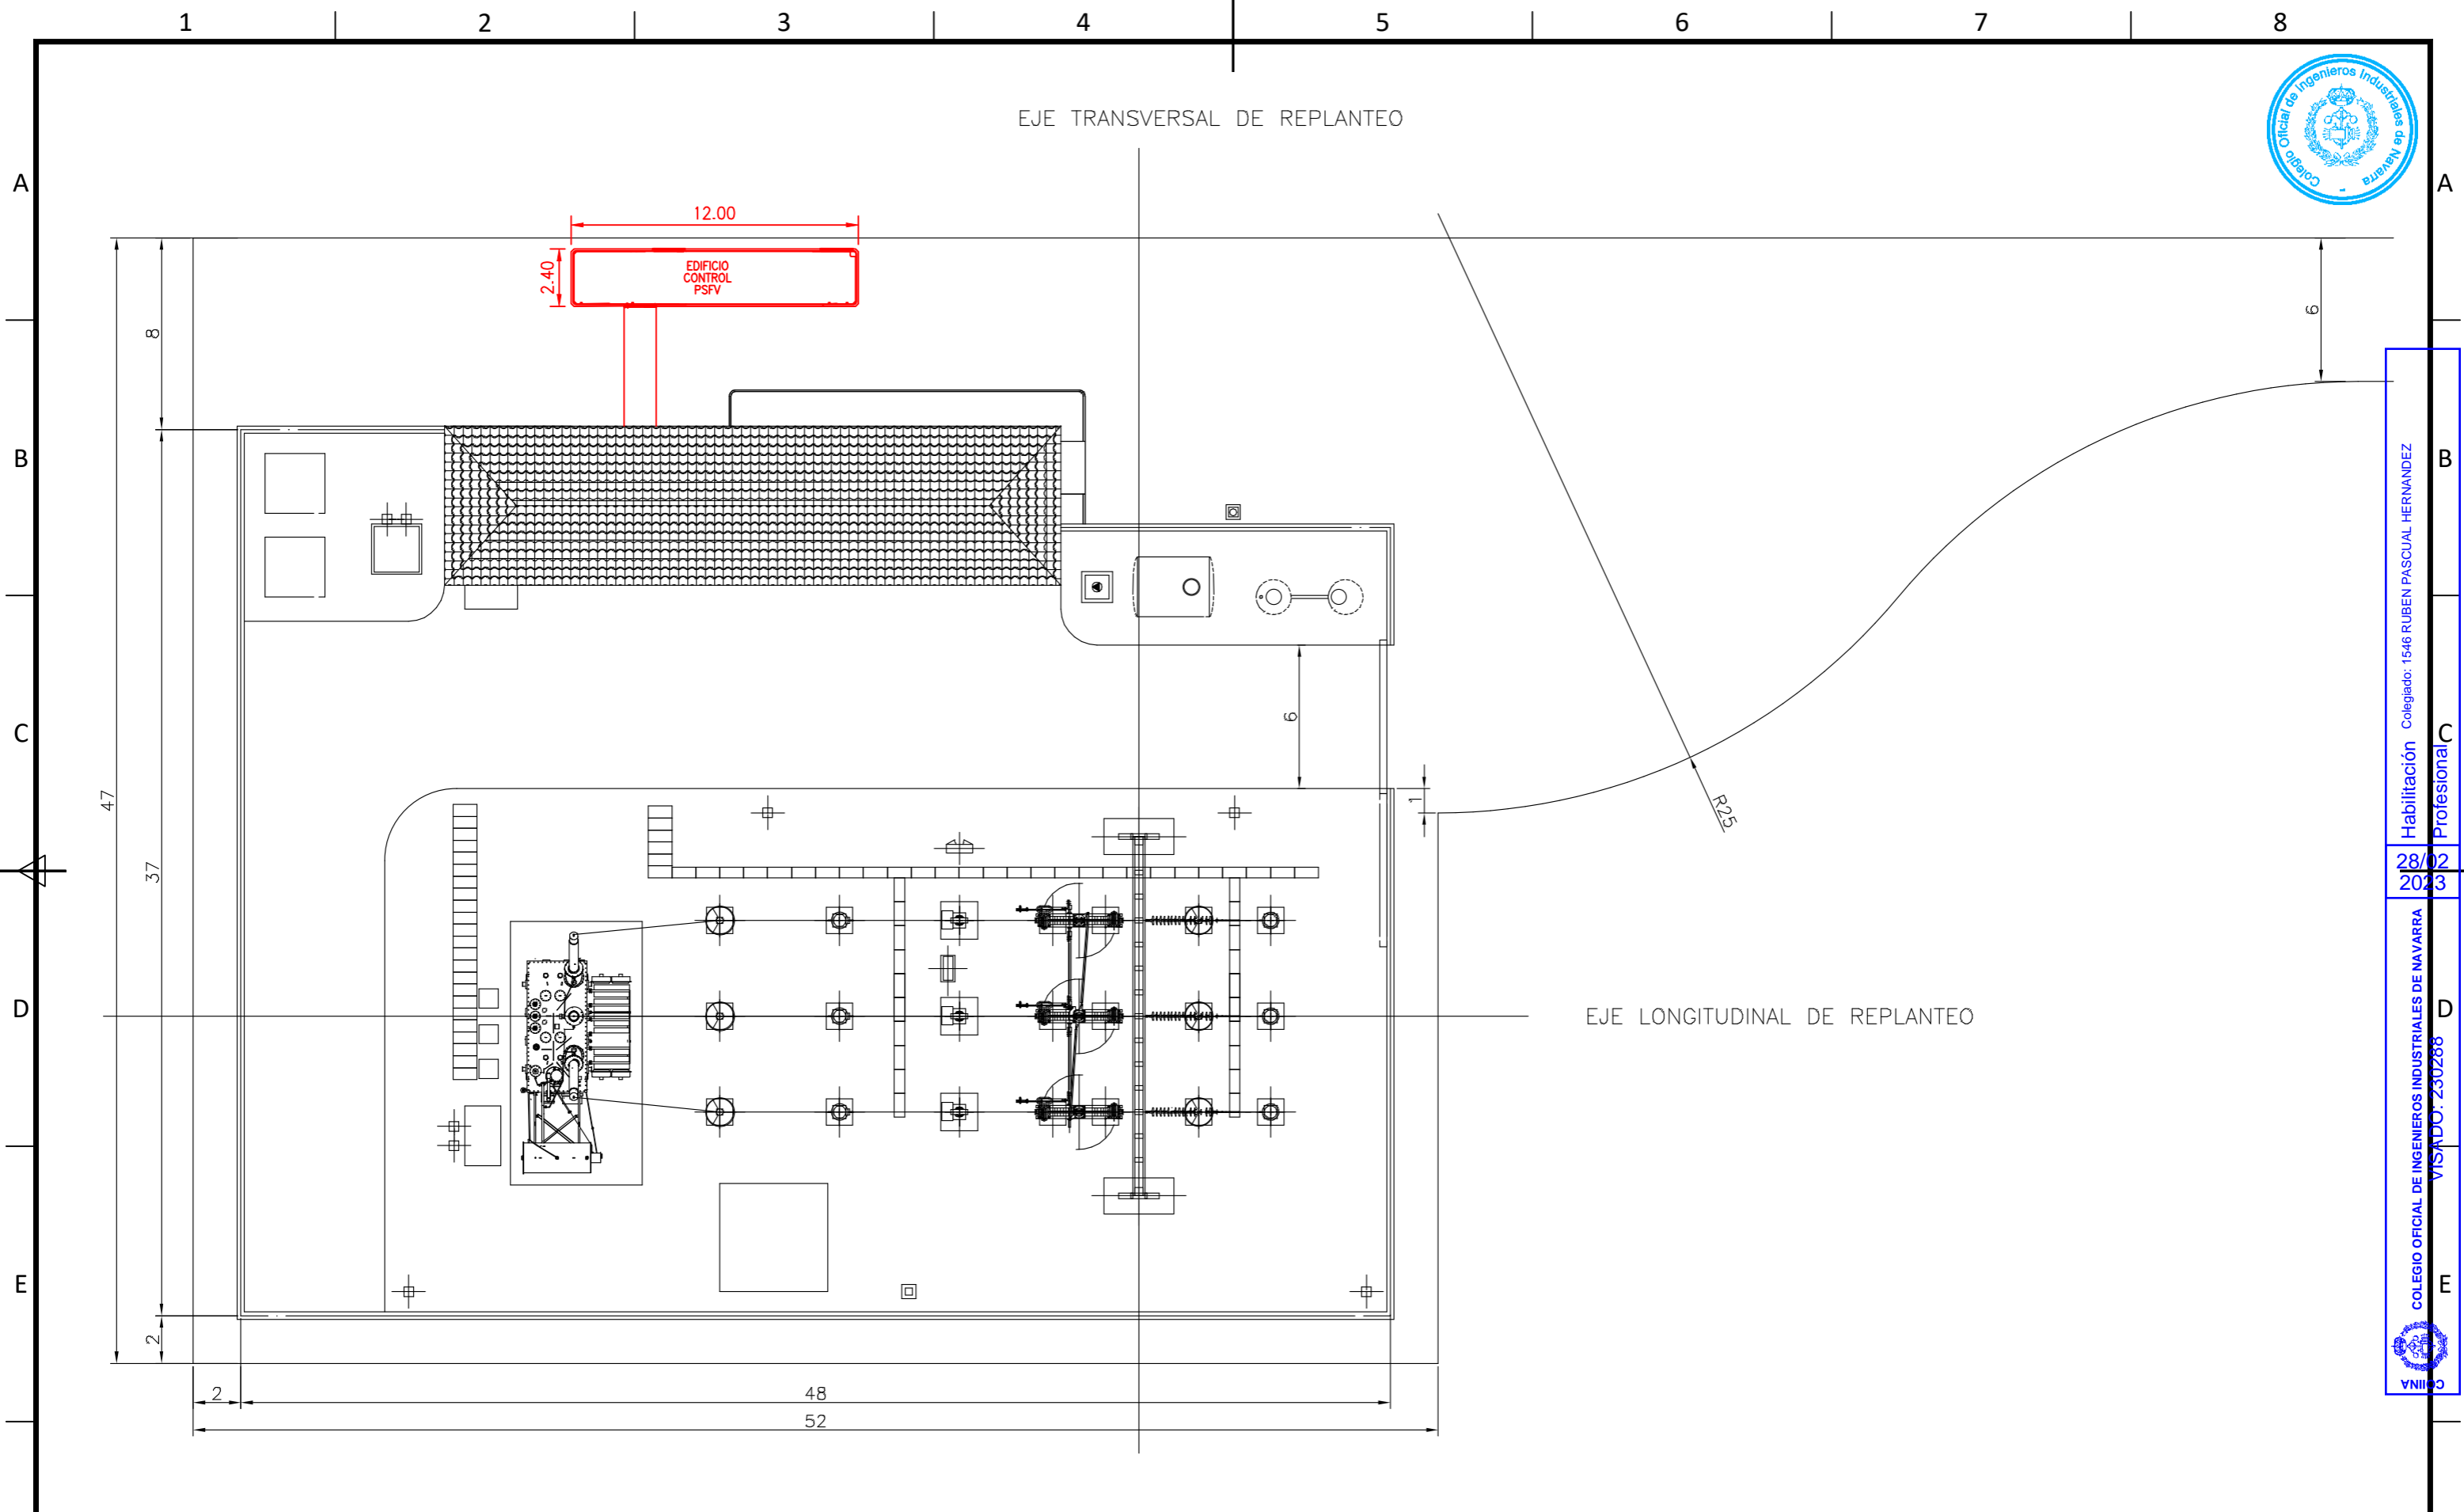 1 2 3 4 5 6 7 8
A A
B B
C C
D D
E E
EJE TRANSVERSAL DE REPLANTEO
Colegio Oficial de Ingenieros Industriales de Navarra
12.00
2.40
EDIFICIO
CONTROL
PSFV
8
6
47
37
6
1
R25
EJE LONGITUDINAL DE REPLANTEO
2
2
48
52
Habilitación Colegiado: 1546 RUBEN PASCUAL HERNANDEZ
Profesional
28/02
2023
COLEGIO OFICIAL DE INGENIEROS INDUSTRIALES DE NAVARRA
VISADO: 230288
COIINA